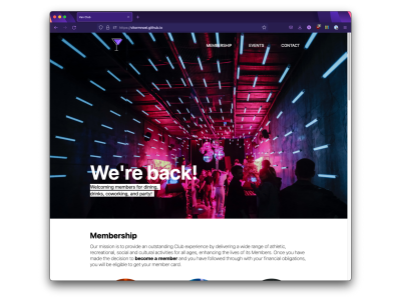 MEMBERSHIP EVENTS CONTACT
We're back!
Welcoming members for dining,
drinks, coworking, and party!
Membership
Our mission is to provide an outstanding Club experience by delivering a wide range of athletic,
recreational, social and cultural activities for all ages, enhancing the lives of its Members. Once you have
made the decision to become a member and you have followed through with your financial obligations,
you will be eligible to get your member card.